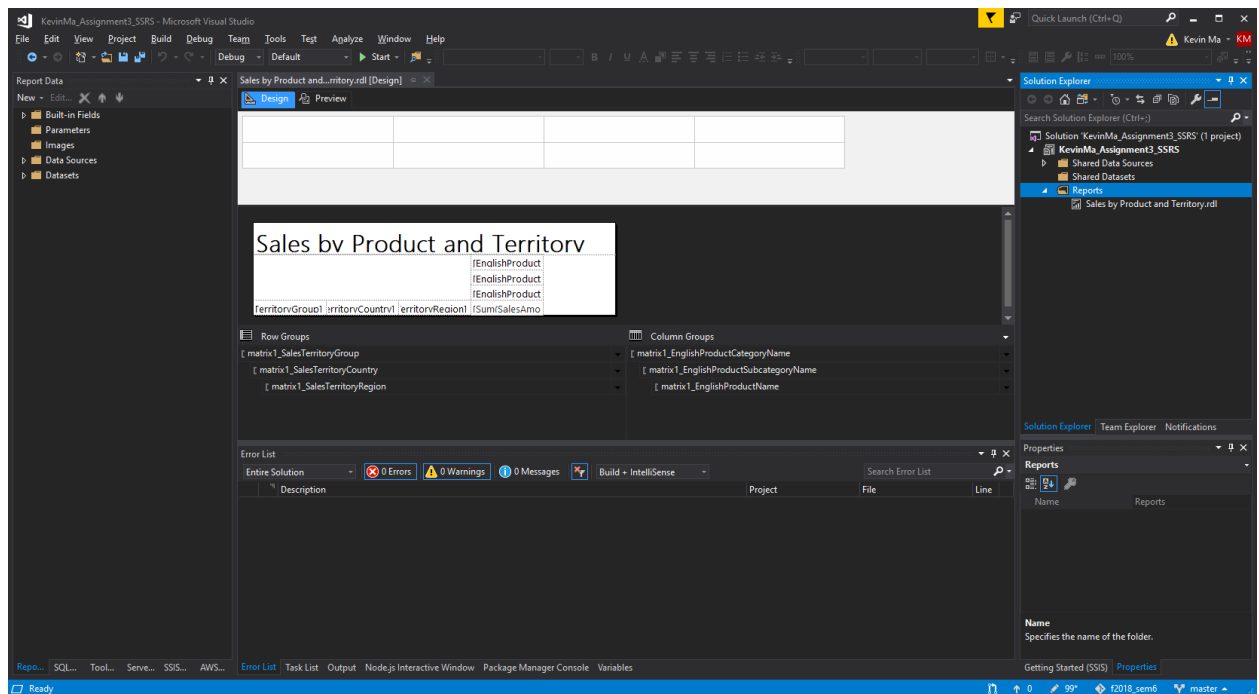 KevinMa_Assignment3_SSRS - Microsoft Visual Studio
Quick Launch (Ctrl+Q)
File Edit View Project Build Debug Team Tools Test Analyze Window Help
Kevin Ma KM
Debug Default Start
B I U A 100%
Report Data
Sales by Product and...rritory.rdl [Design]
Solution Explorer
New Edit...
Design Preview
Built-in Fields
Parameters
Images
Data Sources
Datasets
Search Solution Explorer (Ctrl+;)
Solution 'KevinMa_Assignment3_SSRS' (1 project)
KevinMa_Assignment3_SSRS
Shared Data Sources
Shared Datasets
Reports
Sales by Product and Territory.rdl
Sales by Product and Territory
[EnglishProduct
[EnglishProduct
[EnglishProduct
TerritoryGroup] erritoryCountry] erritoryRegion] [Sum(SalesAmo
Row Groups
Column Groups
[ matrix1_SalesTerritoryGroup
[ matrix1_EnglishProductCategoryName
[ matrix1_SalesTerritoryCountry
[ matrix1_EnglishProductSubcategoryName
[ matrix1_SalesTerritoryRegion
[ matrix1_EnglishProductName
Solution Explorer Team Explorer Notifications
Error List
Properties
Entire Solution 0 Errors 0 Warnings 0 Messages Build + IntelliSense Search Error List
Reports
Description Project File Line
Name Reports
Name
Specifies the name of the folder.
Repo... SQL... Tool... Serve... SSIS... AWS...
Error List Task List Output Node.js Interactive Window Package Manager Console Variables
Getting Started (SSIS) Properties
Ready
0 99* f2018_sem6 master